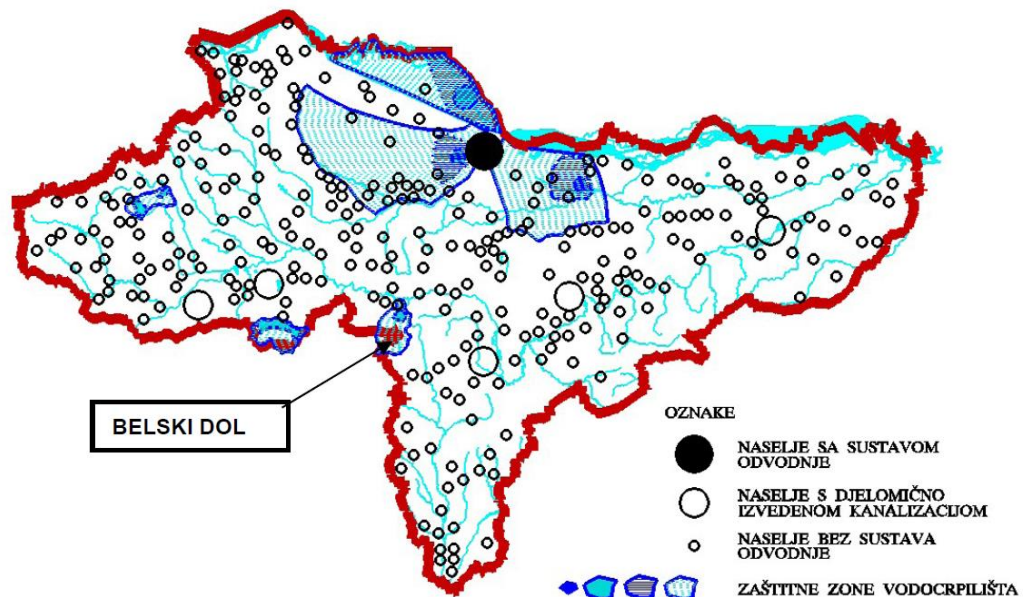 BELSKI DOL
OZNAKE
NASELJE SA SUSTAVOM
ODVODNJE
NASELJE S DJELOMIČNO
IZVEDENOM KANALIZACIJOM
NASELJE BEZ SUSTAVA
ODVODNJE
ZAŠTITNE ZONE VODOCRPILIŠTA